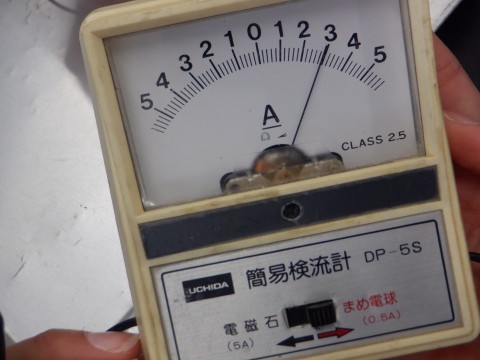 5 4 3 2 1 0 1 2 3 4 5
A
CLASS 2.5
UCHIDA 簡易検流計 DP-5S
電磁石 まめ電球
(5A) (0.5A)